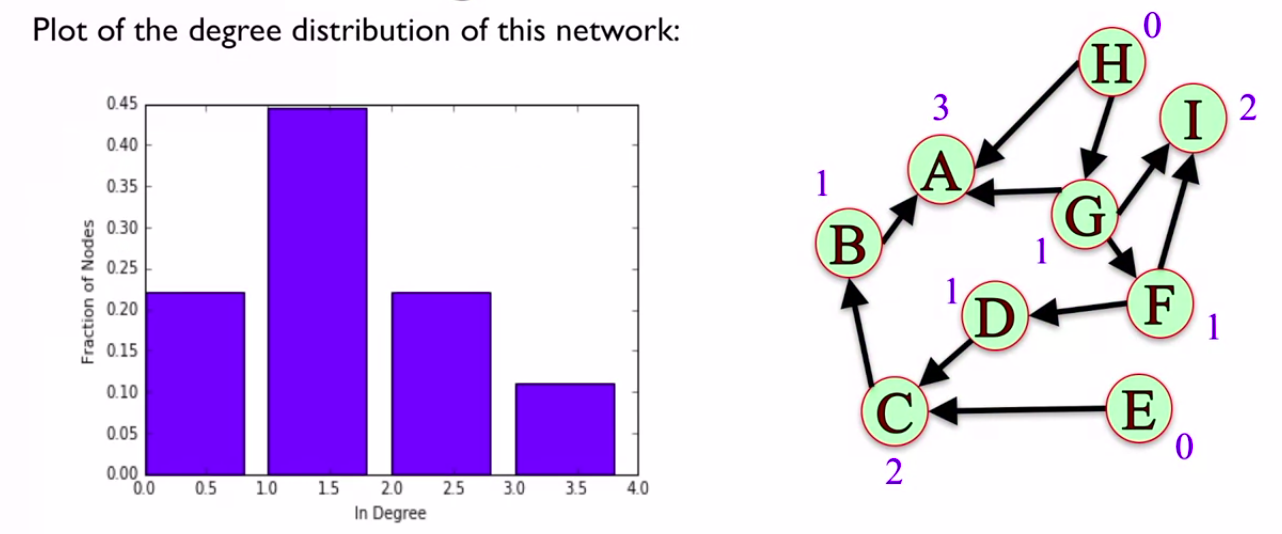 Plot of the degree distribution of this network:
0.45
0.40
0.35
0.30
0.25
0.20
0.15
0.10
0.05
0.00
Fraction of Nodes
0.0 0.5 1.0 1.5 2.0 2.5 3.0 3.5 4.0
In Degree
H 0
I 2
3
A
1
B
G
1
1
D
F
1
C
2
E
0